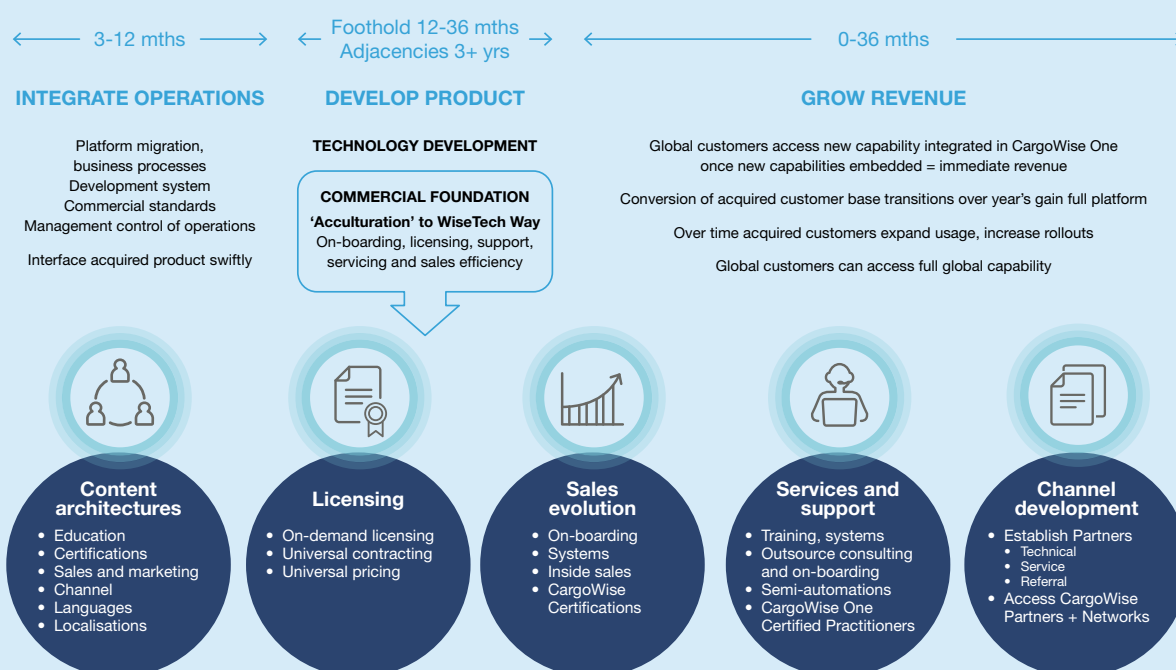 3-12 mths
Foothold 12-36 mths
Adjacencies 3+ yrs
0-36 mths
INTEGRATE OPERATIONS
Platform migration,
business processes
Development system
Commercial standards
Management control of operations
Interface acquired product swiftly
DEVELOP PRODUCT
TECHNOLOGY DEVELOPMENT
COMMERCIAL FOUNDATION
‘Acculturation’ to WiseTech Way
On-boarding, licensing, support,
servicing and sales efficiency
GROW REVENUE
Global customers access new capability integrated in CargoWise One
once new capabilities embedded = immediate revenue
Conversion of acquired customer base transitions over year’s gain full platform
Over time acquired customers expand usage, increase rollouts
Global customers can access full global capability
Content
architectures
• Education
• Certifications
• Sales and marketing
• Channel
• Languages
• Localisations
Licensing
• On-demand licensing
• Universal contracting
• Universal pricing
Sales
evolution
• On-boarding
• Systems
• Inside sales
• CargoWise
Certifications
Services and
support
• Training, systems
• Outsource consulting
and on-boarding
• Semi-automations
• CargoWise One
Certified Practitioners
Channel
development
• Establish Partners
• Technical
• Service
• Referral
• Access CargoWise
Partners + Networks